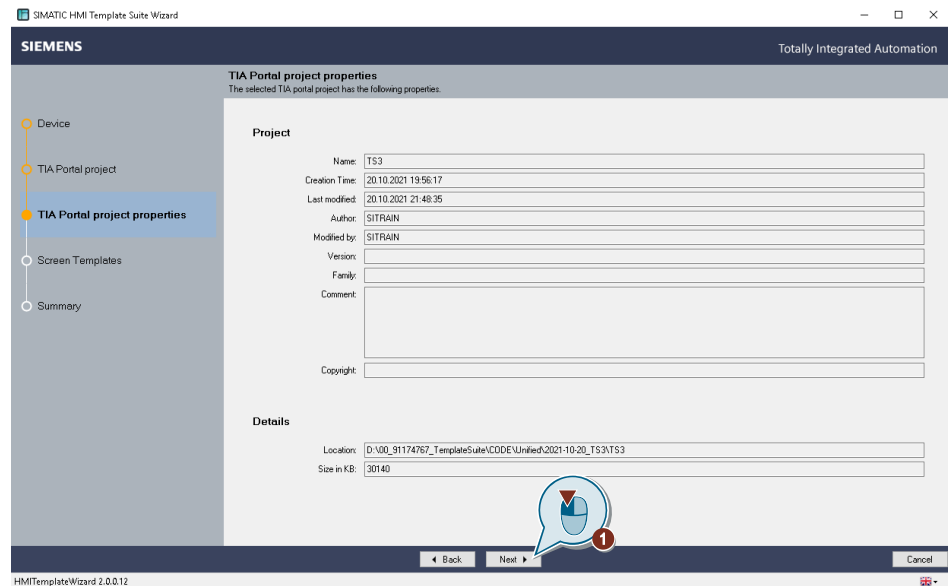 SIMATIC HMI Template Suite Wizard
SIEMENS
Totally Integrated Automation
TIA Portal project properties
The selected TIA portal project has the following properties.
Device
TIA Portal project
TIA Portal project properties
Screen Templates
Summary
Project
Name: TS3
Creation Time: 20.10.2021 19:56:17
Last modified: 20.10.2021 21:48:35
Author: SITRAIN
Modified by: SITRAIN
Version:
Family:
Comment:
Copyright:
Details
Location: D:\00_91174767_TemplateSuite\CODE\Unified\2021-10-20_TS3\TS3
Size in KB: 30140
1
Back
Next
Cancel
HMITemplateWizard 2.0.0.12